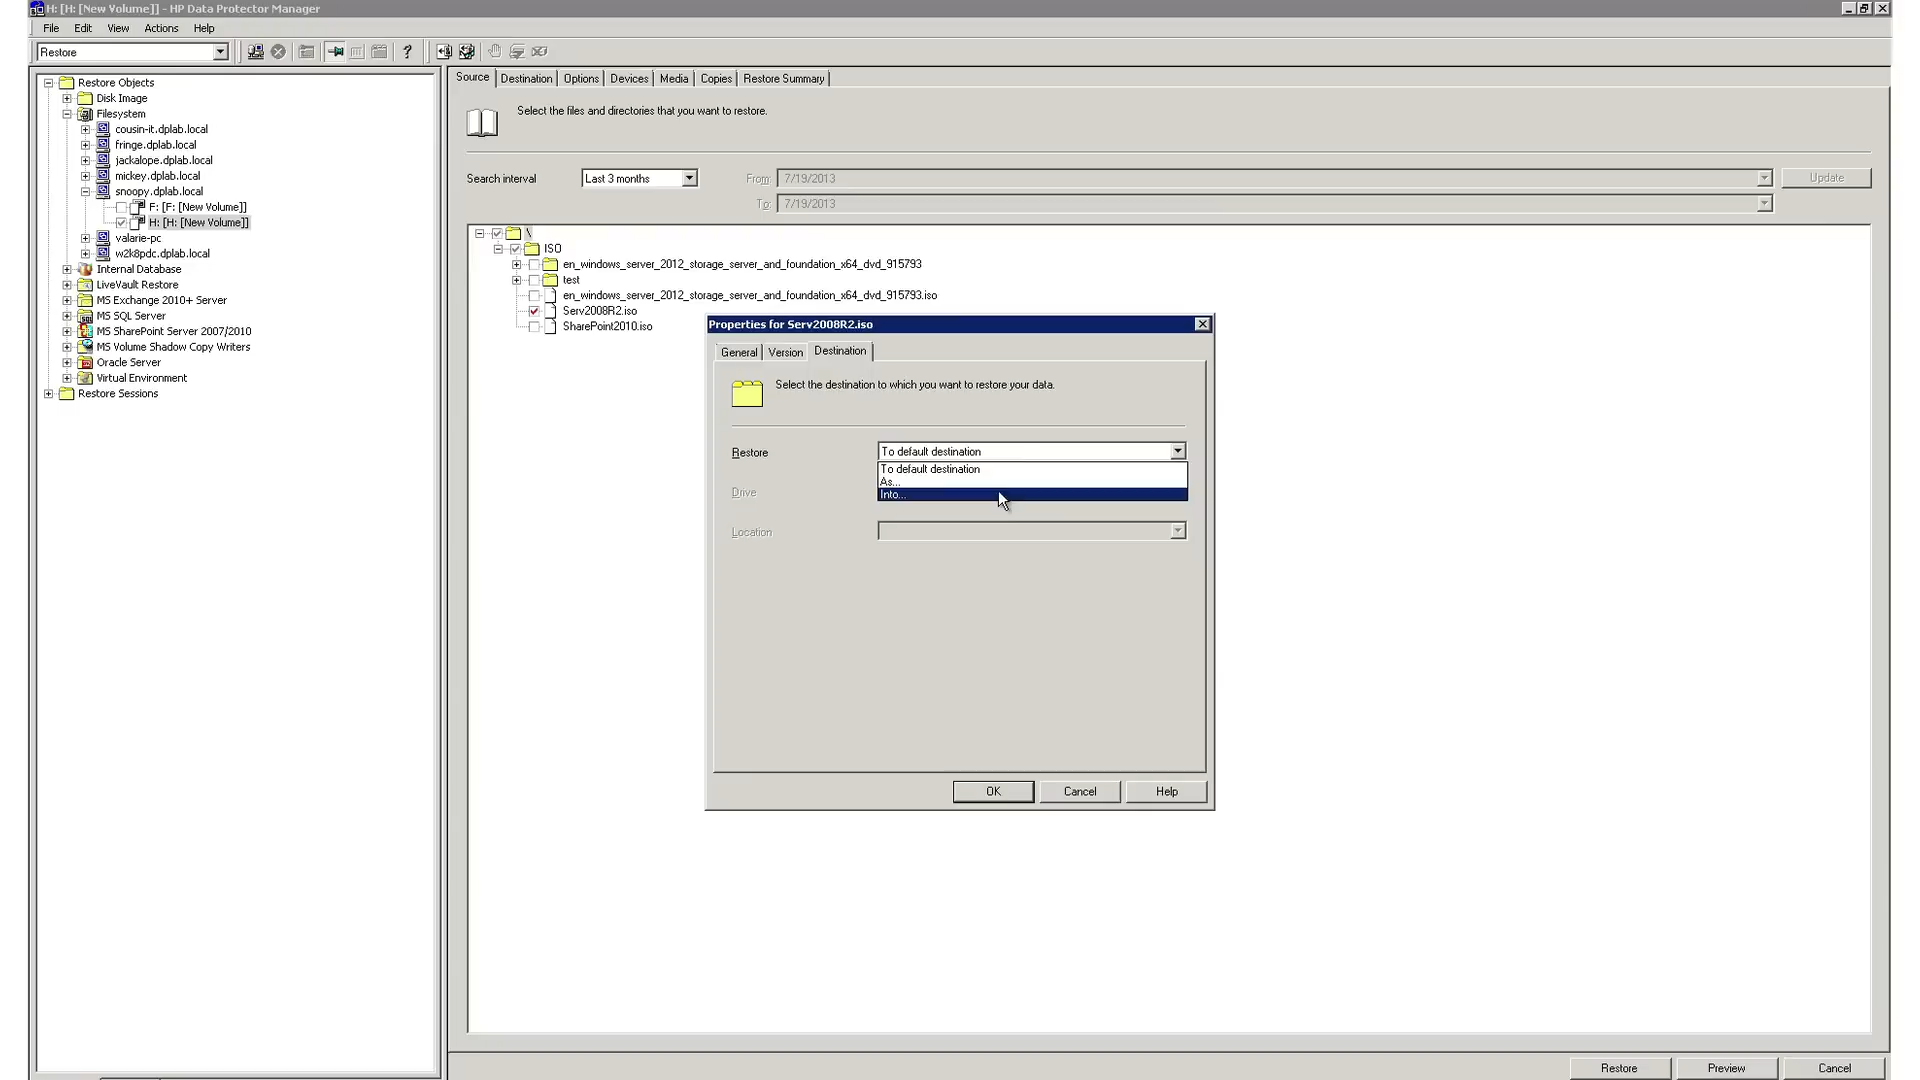 H: [H: [New Volume]] - HP Data Protector Manager
File Edit View Actions Help
Restore
Restore Objects
Disk Image
Filesystem
cousin-it.dplab.local
fringe.dplab.local
jackalope.dplab.local
mickey.dplab.local
snoopy.dplab.local
F: [F: [New Volume]]
H: [H: [New Volume]]
valarie-pc
w2k8pdc.dplab.local
Internal Database
LiveVault Restore
MS Exchange 2010+ Server
MS SQL Server
MS SharePoint Server 2007/2010
MS Volume Shadow Copy Writers
Oracle Server
Virtual Environment
Restore Sessions
Source Destination Options Devices Media Copies Restore Summary
Select the files and directories that you want to restore.
Search interval Last 3 months From: 7/19/2013 Update
To: 7/19/2013
\
ISO
en_windows_server_2012_storage_server_and_foundation_x64_dvd_915793
test
en_windows_server_2012_storage_server_and_foundation_x64_dvd_915793.iso
Serv2008R2.iso
SharePoint2010.iso
Properties for Serv2008R2.iso
General Version Destination
Select the destination to which you want to restore your data.
Restore To default destination
To default destination
As...
Drive Into...
Location
OK Cancel Help
Restore Preview Cancel